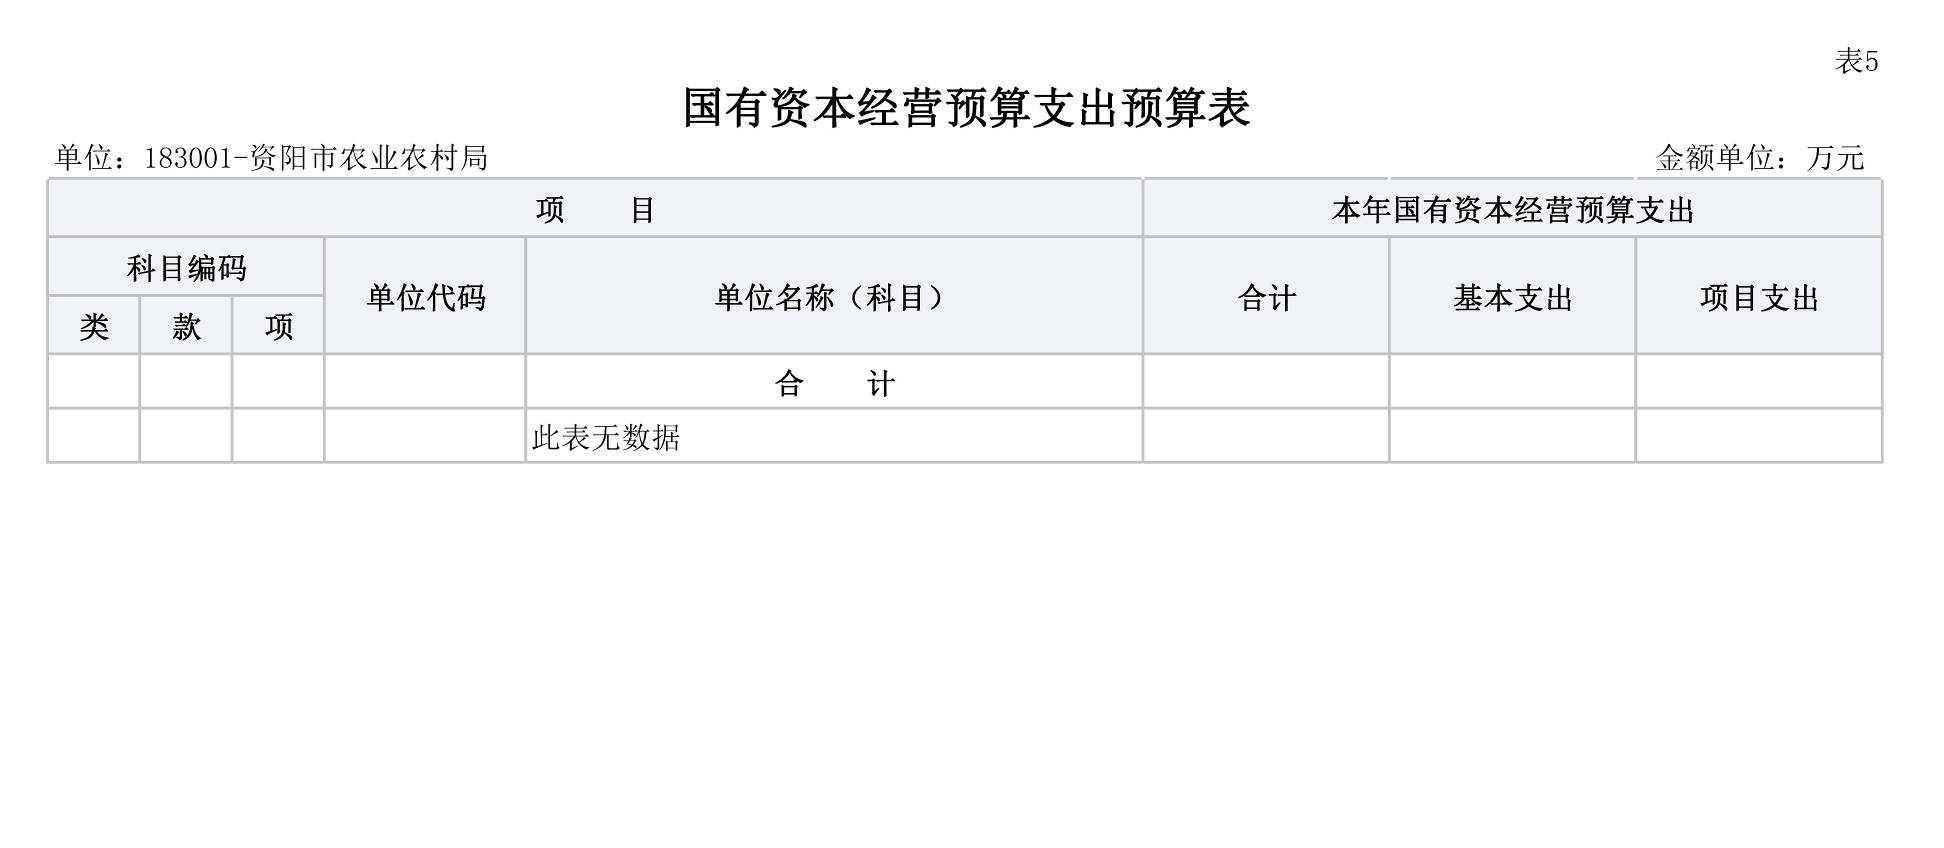 表5
国有资本经营预算支出预算表
单位：183001-资阳市农业农村局 金额单位：万元
项 目 本年国有资本经营预算支出
科目编码 单位代码 单位名称（科目） 合计 基本支出 项目支出
类 款 项
合 计
此表无数据